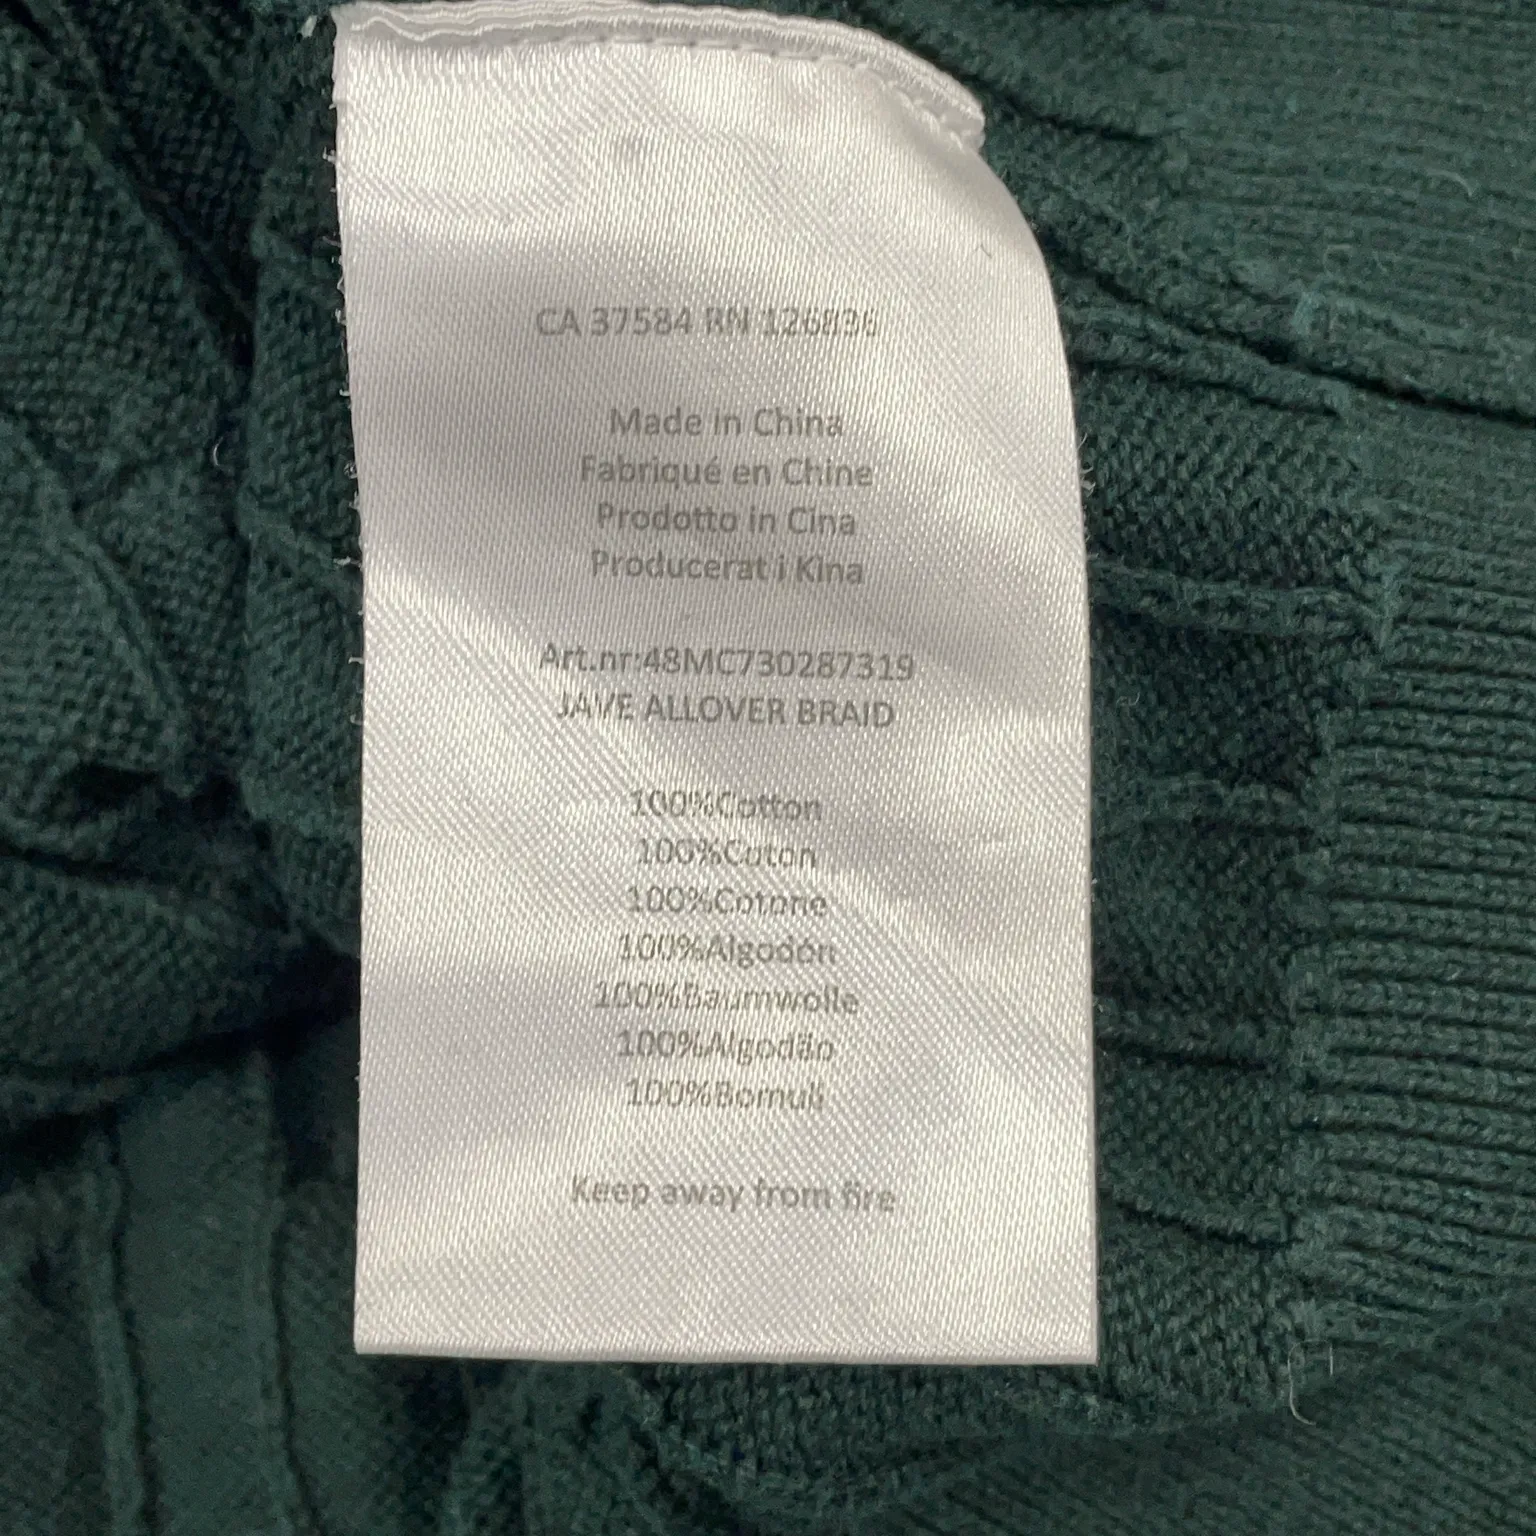 CA 37584 RN 126836
Made in China
Fabriqué en Chine
Prodotto in Cina
Producerat i Kina
Art.nr:48MC730287319
JAVE ALLOVER BRAID
100%Cotton
100%Coton
100%Cotone
100%Algodón
100%Baumwolle
100%Algodão
100%Bomull
Keep away from fire